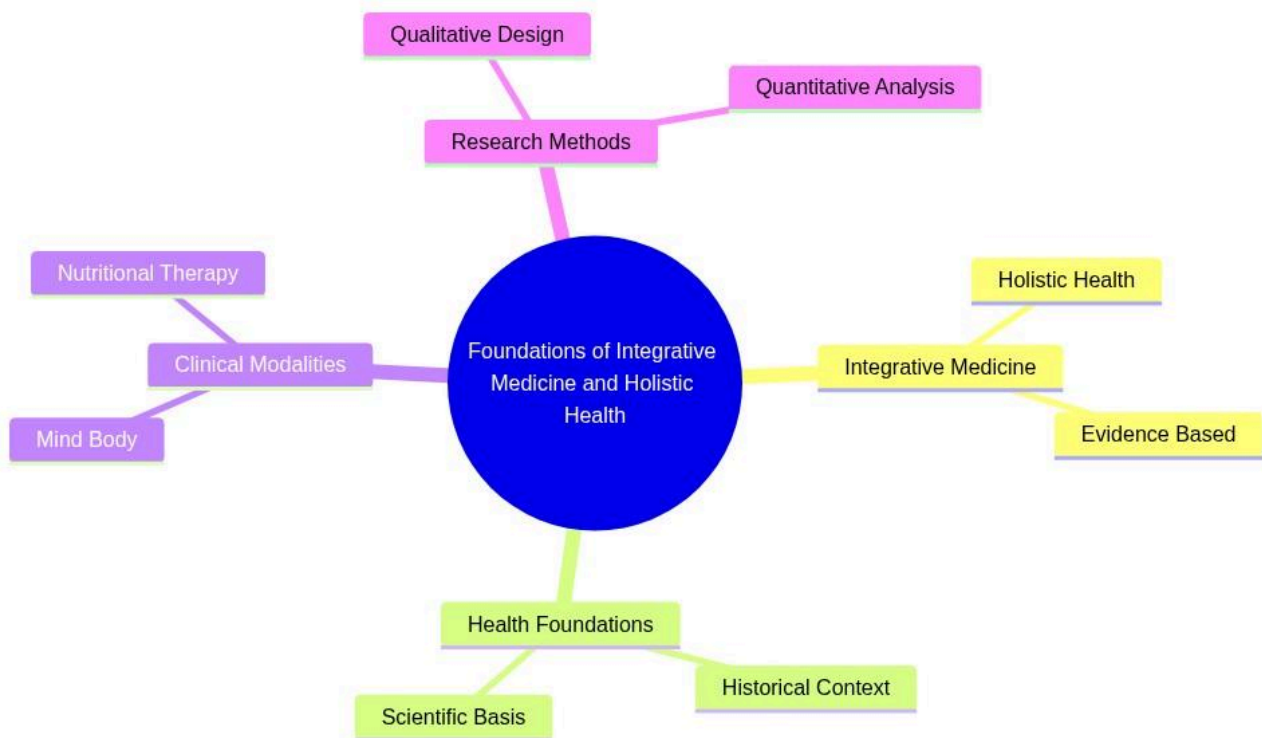 Qualitative Design
Quantitative Analysis
Research Methods
Nutritional Therapy
Holistic Health
Clinical Modalities
Foundations of Integrative
Medicine and Holistic
Health
Integrative Medicine
Mind Body
Evidence Based
Health Foundations
Historical Context
Scientific Basis